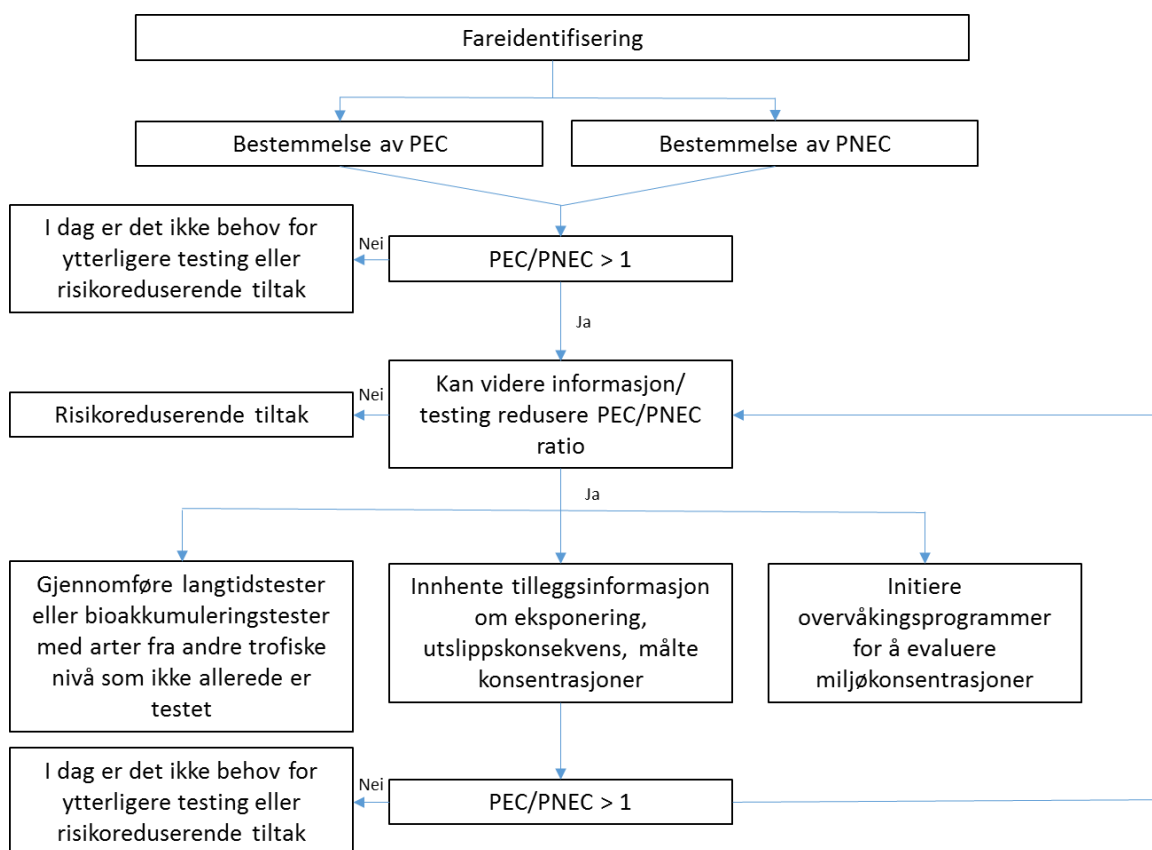 Fareidentifisering
Bestemmelse av PEC
Bestemmelse av PNEC
I dag er det ikke behov for
ytterligere testing eller
risikoreduserende tiltak
Nei
PEC/PNEC > 1
Ja
Risikoreduserende tiltak
Nei
Kan videre informasjon/
testing redusere PEC/PNEC
ratio
Ja
Gjennomføre langtidstester
eller bioakkumuleringstester
med arter fra andre trofiske
nivå som ikke allerede er
testet
Innhente tilleggsinformasjon
om eksponering,
utslippskonsekvens, målte
konsentrasjoner
Initiere
overvåkingsprogrammer
for å evaluere
miljøkonsentrasjoner
I dag er det ikke behov for
ytterligere testing eller
risikoreduserende tiltak
Nei
PEC/PNEC > 1